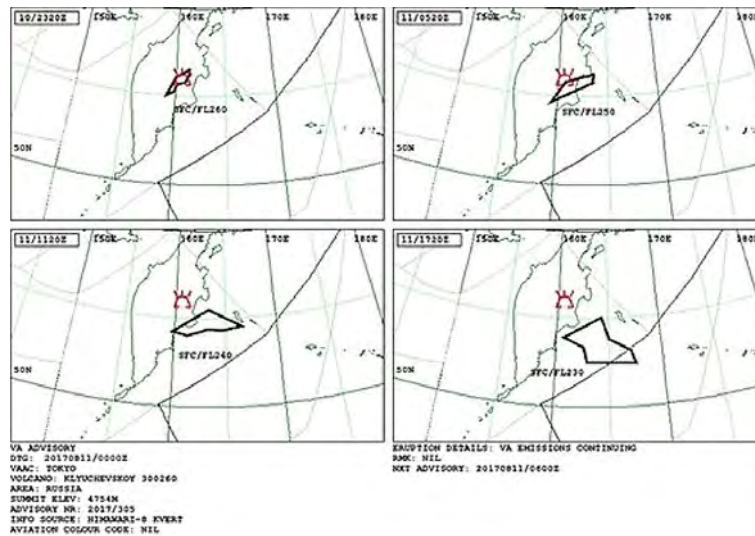 10/2320Z 150E 160E 170E 180E
SFC/FL260
50N
11/0520Z 150E 160E 170E 180E
SFC/FL250
50N
11/1120Z 150E 160E 170E 180E
SFC/FL240
50N
11/1720Z 150E 160E 170E 180E
SFC/FL230
50N
VA ADVISORY
DTG: 20170811/0000Z
VAAC: TOKYO
VOLCANO: KLYUCHEVSKOY 300260
AREA: RUSSIA
SUMMIT ELEV: 4754M
ADVISORY NR: 2017/305
INFO SOURCE: HIMAWARI-8 KVERT
AVIATION COLOUR CODE: NIL
ERUPTION DETAILS: VA EMISSIONS CONTINUING
RMK: NIL
NXT ADVISORY: 20170811/0600Z